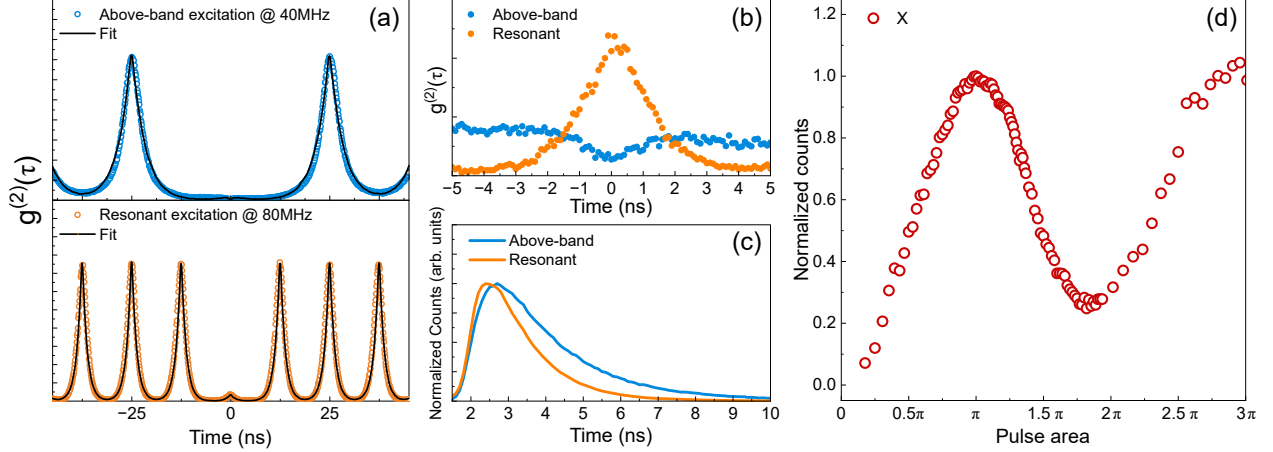 (a)
Above-band excitation @ 40MHz
Fit
Resonant excitation @ 80MHz
Fit
g(2)(τ)
−25 0 25
Time (ns)
(b)
Above-band
Resonant
g(2)(τ)
−5 −4 −3 −2 −1 0 1 2 3 4 5
Time (ns)
(c)
Above-band
Resonant
Normalized Counts (arb. units)
2 3 4 5 6 7 8 9 10
Time (ns)
(d)
X
Normalized counts
1.2
1.0
0.8
0.6
0.4
0.2
0.0
0 0.5π π 1.5 π 2π 2.5 π 3π
Pulse area